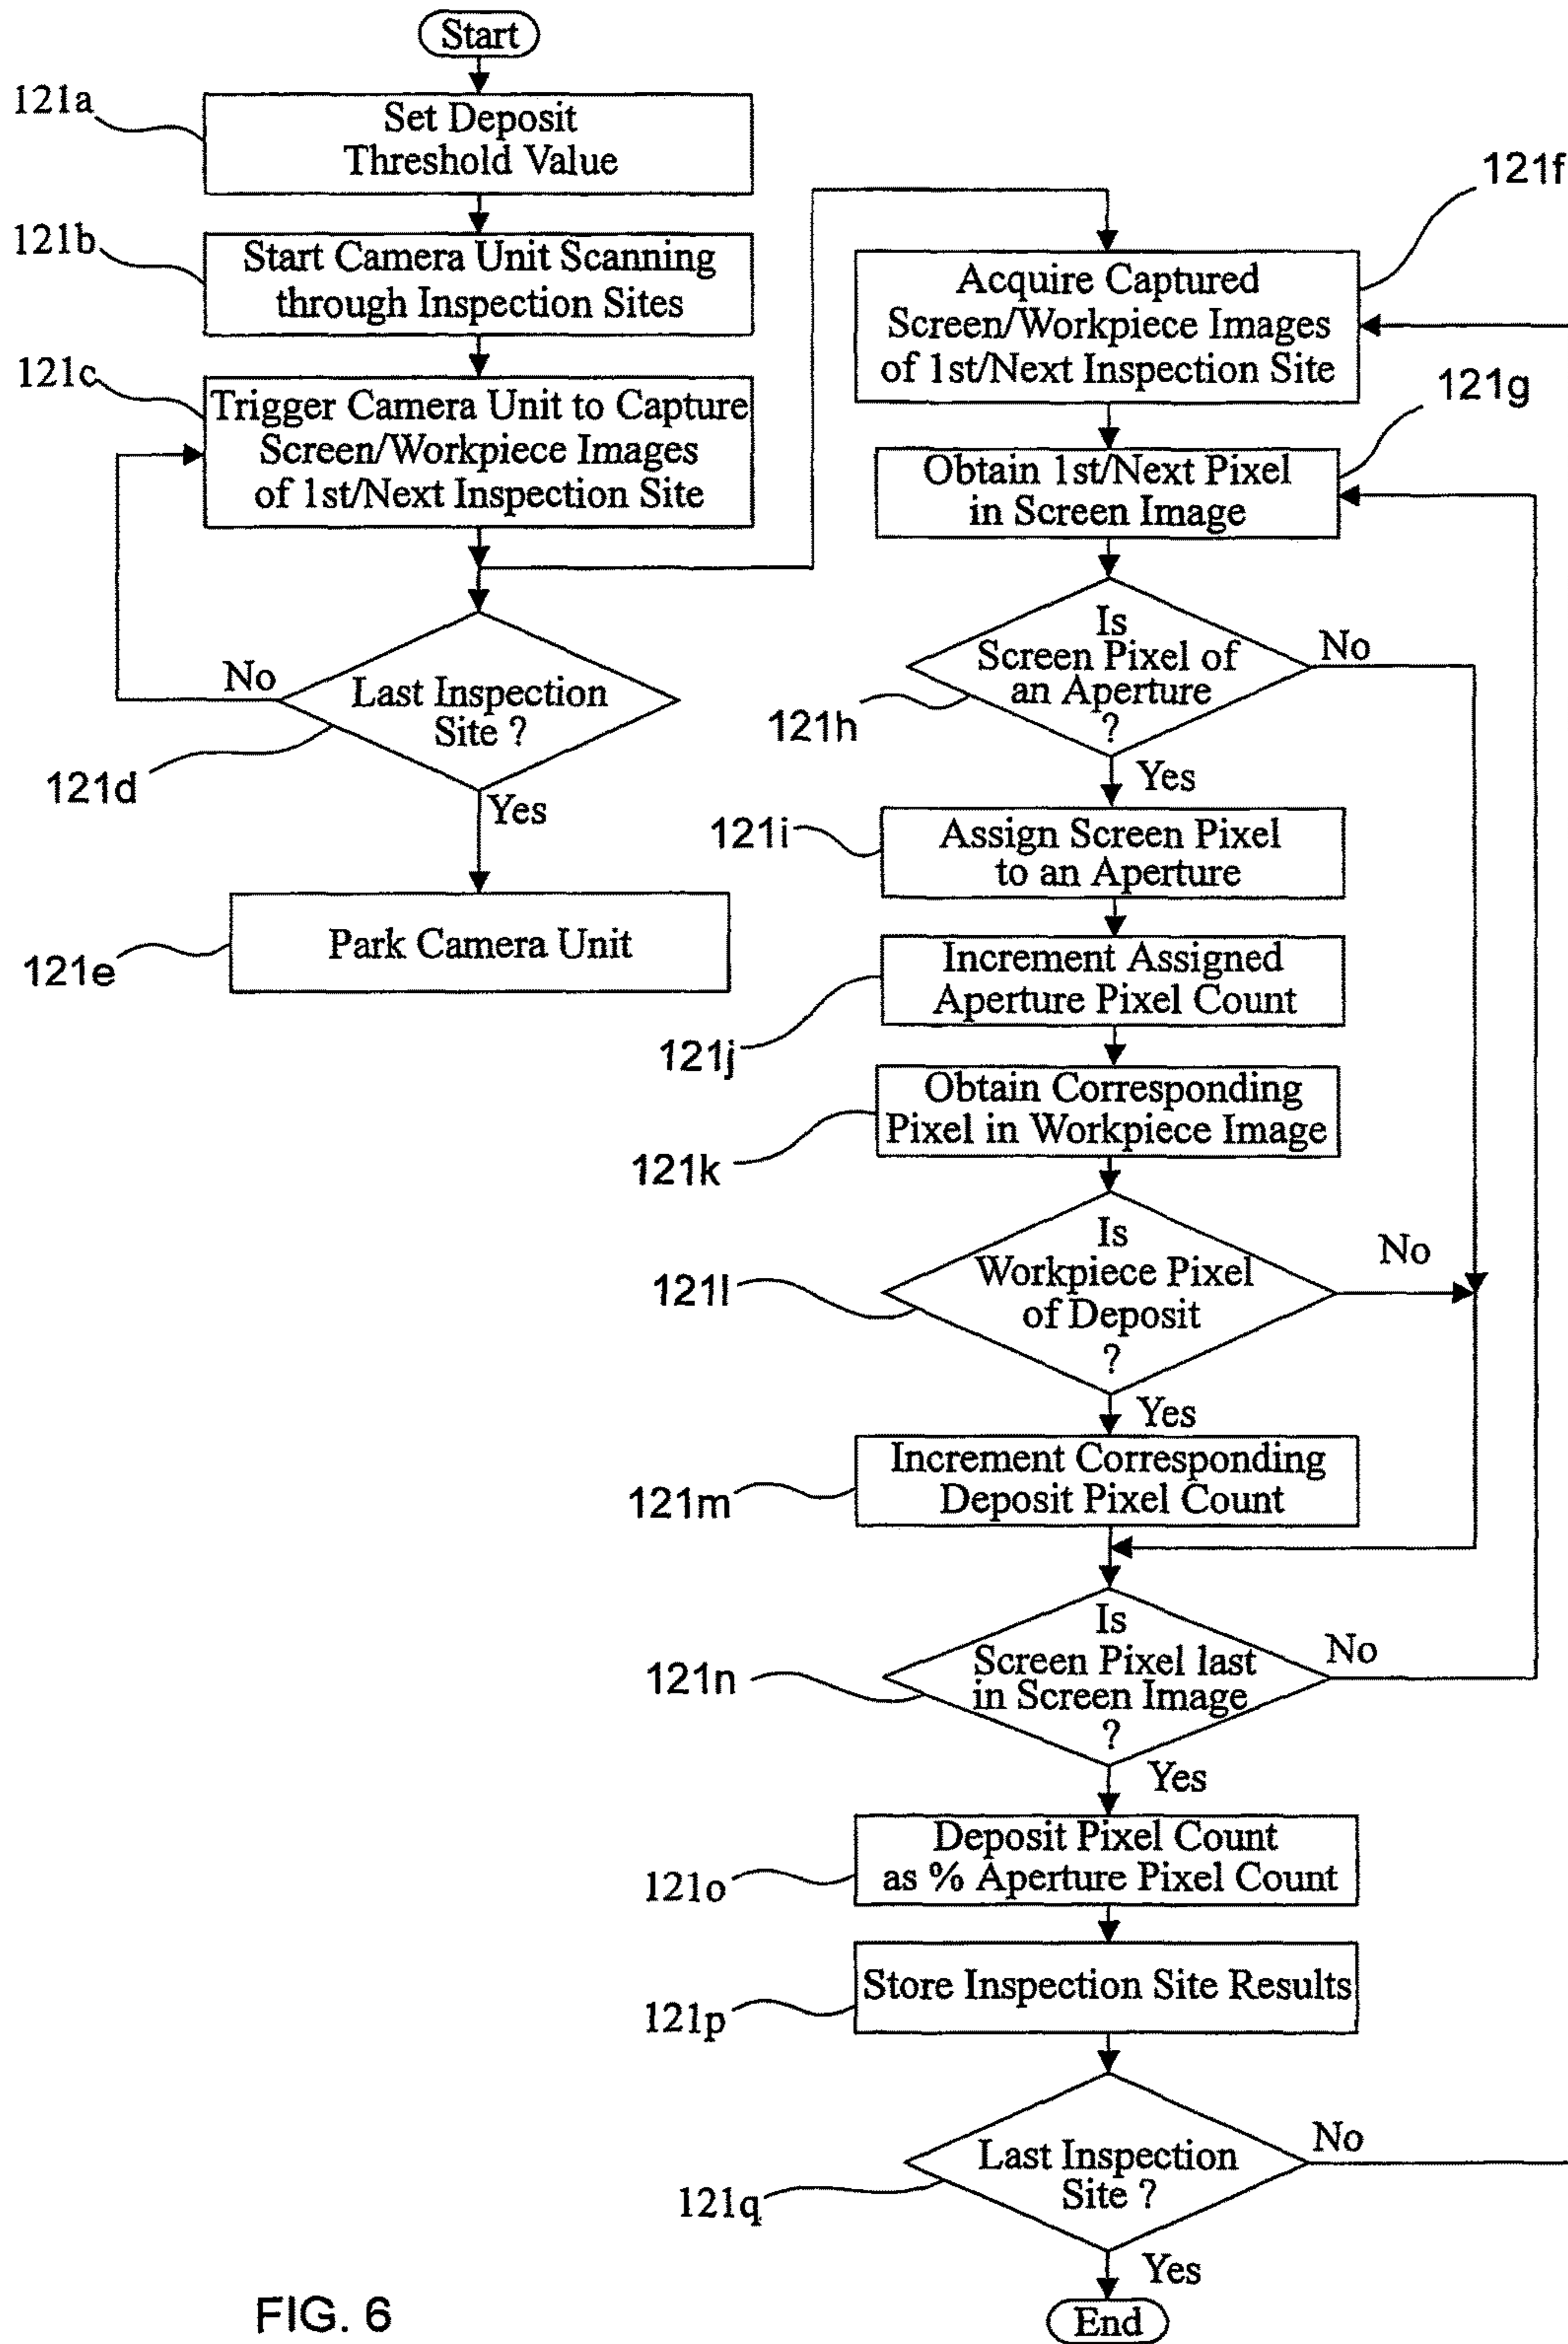 Start
121a
Set Deposit
Threshold Value
121b
Start Camera Unit Scanning
through Inspection Sites
121c
Trigger Camera Unit to Capture
Screen/Workpiece Images
of 1st/Next Inspection Site
No
Last Inspection
Site ?
121d
Yes
Park Camera Unit
121e
121f
Acquire Captured
Screen/Workpiece Images
of 1st/Next Inspection Site
121g
Obtain 1st/Next Pixel
in Screen Image
Is
Screen Pixel of
an Aperture
?
No
121h
Yes
121i
Assign Screen Pixel
to an Aperture
Increment Assigned
Aperture Pixel Count
121j
Obtain Corresponding
Pixel in Workpiece Image
121k
Is
Workpiece Pixel
of Deposit
?
No
121l
Yes
Increment Corresponding
Deposit Pixel Count
121m
Is
Screen Pixel last
in Screen Image
?
No
121n
Yes
Deposit Pixel Count
as % Aperture Pixel Count
121o
Store Inspection Site Results
121p
Last Inspection
Site ?
No
121q
Yes
End
FIG. 6